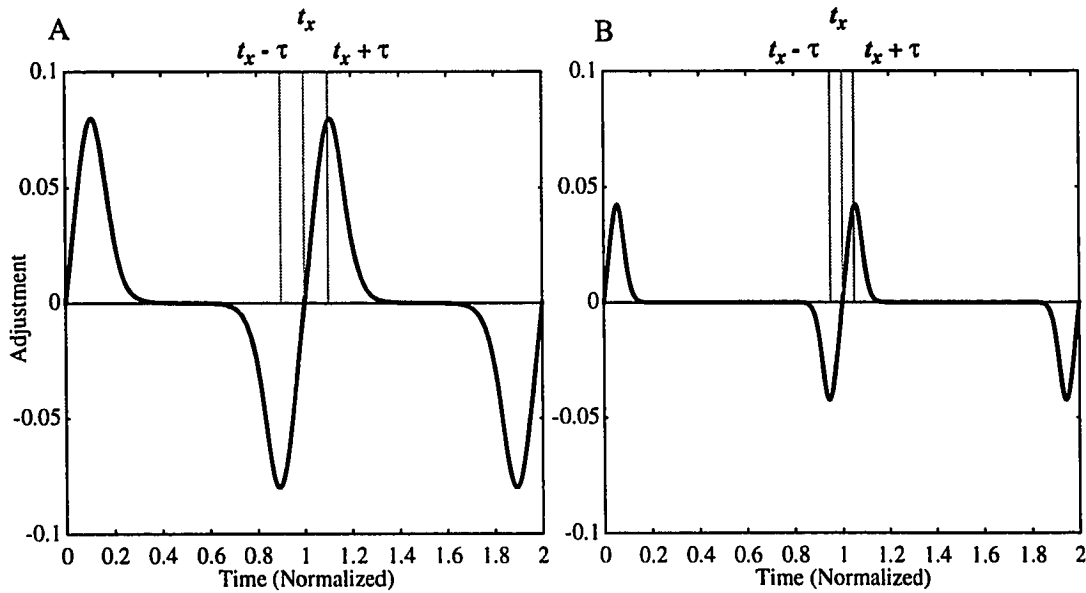 A
t_x
t_x - τ
t_x + τ
0.1
0.05
0
-0.05
-0.1
Adjustment
0 0.2 0.4 0.6 0.8 1 1.2 1.4 1.6 1.8 2
Time (Normalized)
B
t_x
t_x - τ
t_x + τ
0.1
0.05
0
-0.05
-0.1
0 0.2 0.4 0.6 0.8 1 1.2 1.4 1.6 1.8 2
Time (Normalized)